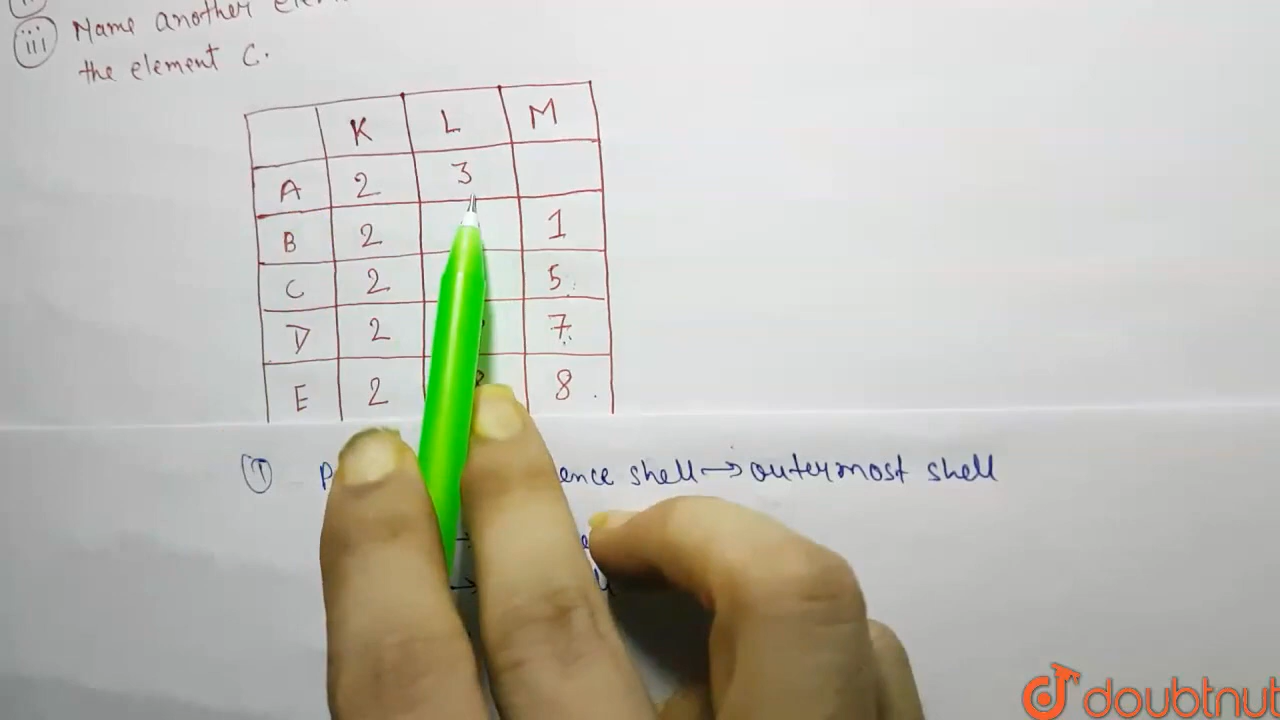 iii Name another
the element C.
K L M
A 2 3
B 2 1
C 2 5
D 2 7
E 2 8
shell → outermost shell
doubtnut